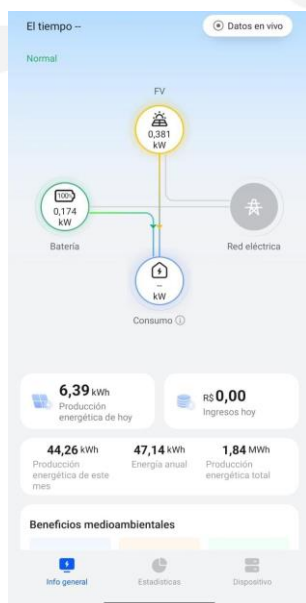 El tiempo --
Datos en vivo
Normal
FV
0,381
kW
100
0,174
kW
Batería
Red eléctrica
--
kW
Consumo
6,39 kWh
Producción
energética de hoy
R$ 0,00
Ingresos hoy
44,26 kWh
Producción
energética de este
mes
47,14 kWh
Energía anual
1,84 MWh
Producción
energética total
Beneficios medioambientales
Info general
Estadísticas
Dispositivo